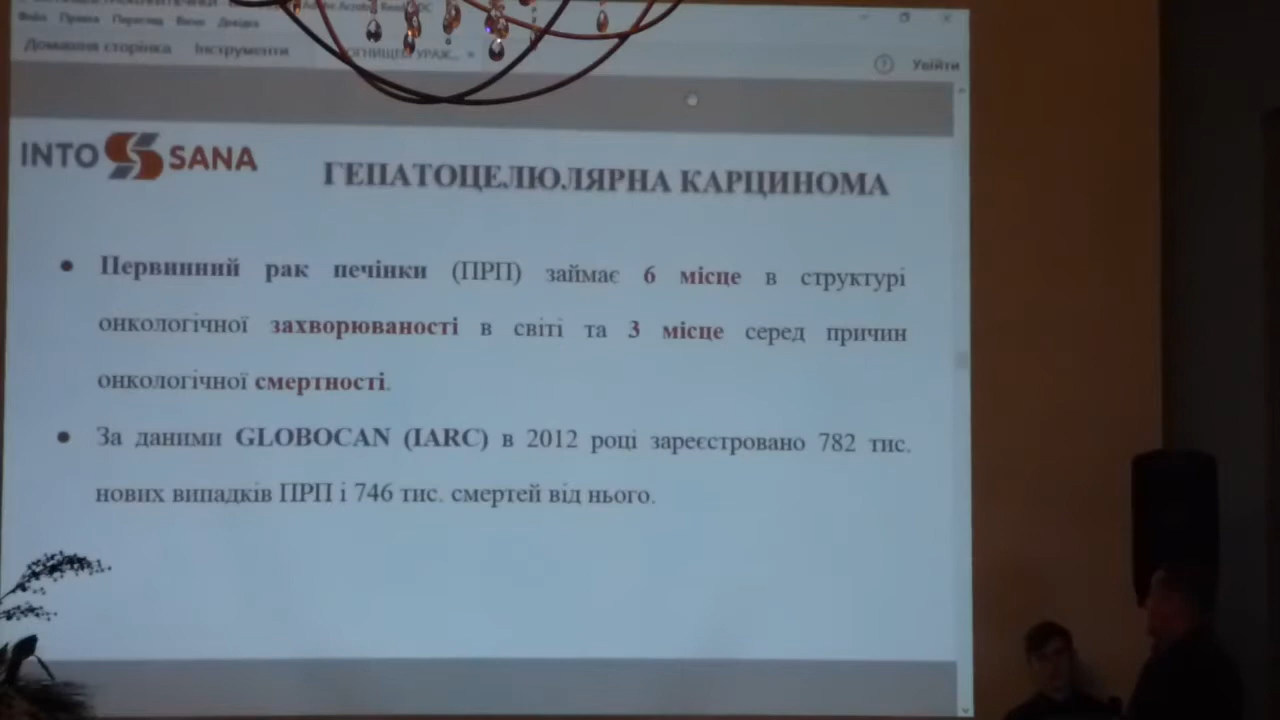 Файл Правка Перегляд Вікно Довідка
Домашня сторінка Інструменти
Увійти
INTO SANA
ГЕПАТОЦЕЛЮЛЯРНА КАРЦИНОМА
● Первинний рак печінки (ПРП) займає 6 місце в структурі
онкологічної захворюваності в світі та 3 місце серед причин
онкологічної смертності.
● За даними GLOBOCAN (IARC) в 2012 році зареєстровано 782 тис.
нових випадків ПРП і 746 тис. смертей від нього.